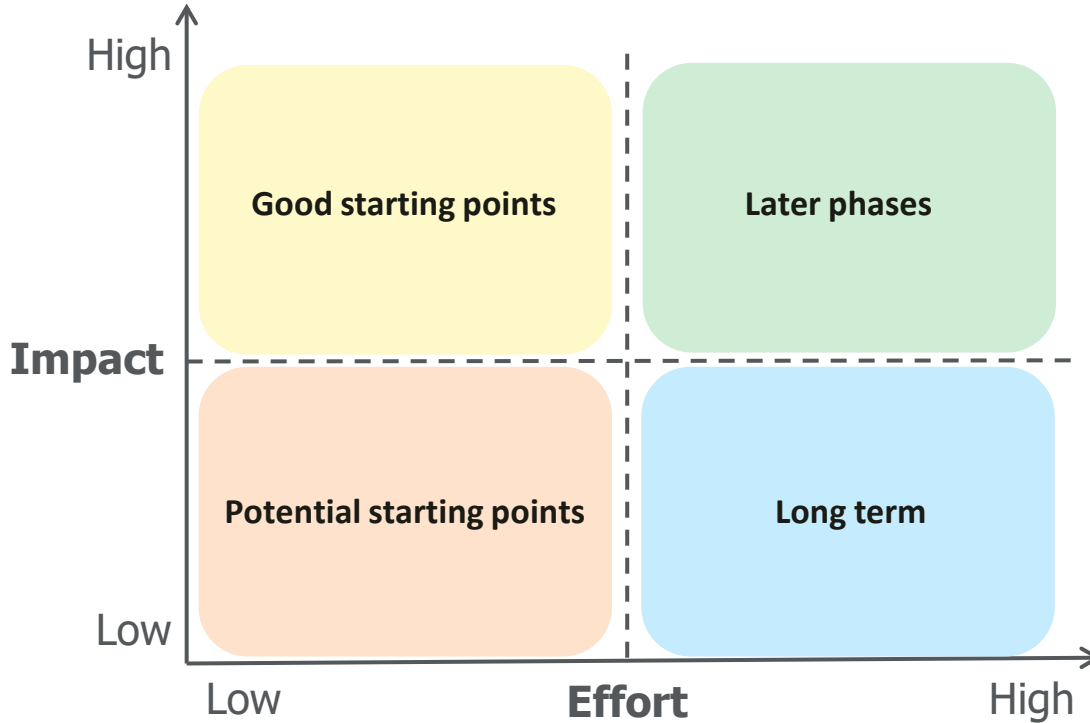 High
Good starting points
Later phases
Impact
Potential starting points
Long term
Low
Low
Effort
High